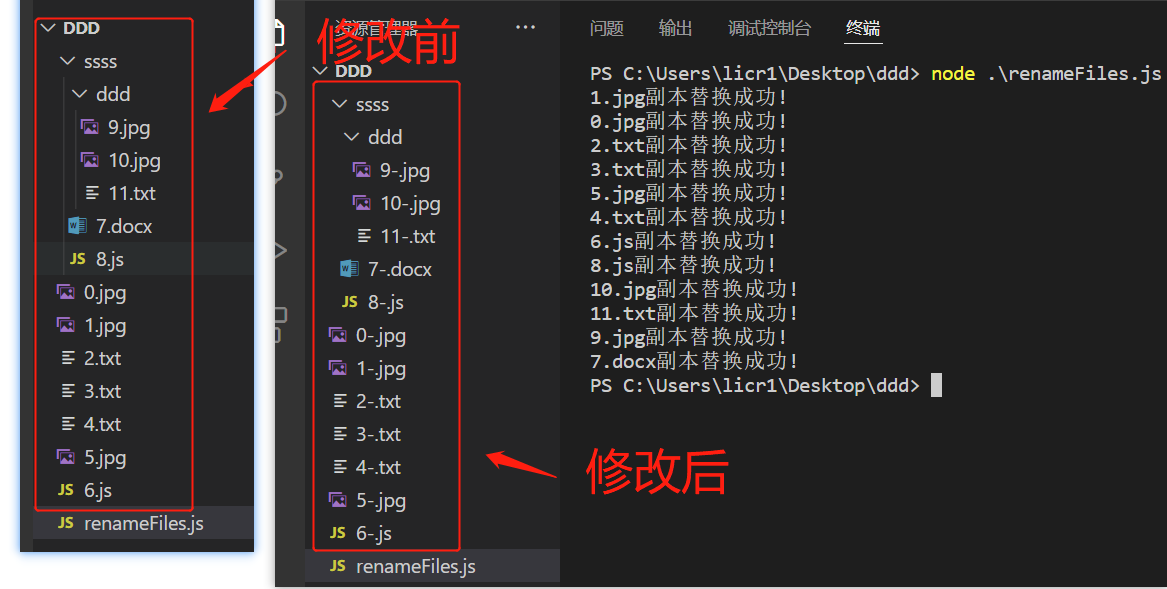 DDD
ssss
ddd
9.jpg
10.jpg
11.txt
7.docx
JS 8.js
0.jpg
1.jpg
2.txt
3.txt
4.txt
5.jpg
JS 6.js
JS renameFiles.js
修改前
资源管理器 ···
DDD
ssss
ddd
9-.jpg
10-.jpg
11-.txt
7-.docx
JS 8-.js
0-.jpg
1-.jpg
2-.txt
3-.txt
4-.txt
5-.jpg
JS 6-.js
JS renameFiles.js
修改后
问题 输出 调试控制台 终端
PS C:\Users\licr1\Desktop\ddd> node .\renameFiles.js
1.jpg副本替换成功!
0.jpg副本替换成功!
2.txt副本替换成功!
3.txt副本替换成功!
5.jpg副本替换成功!
4.txt副本替换成功!
6.js副本替换成功!
8.js副本替换成功!
10.jpg副本替换成功!
11.txt副本替换成功!
9.jpg副本替换成功!
7.docx副本替换成功!
PS C:\Users\licr1\Desktop\ddd>